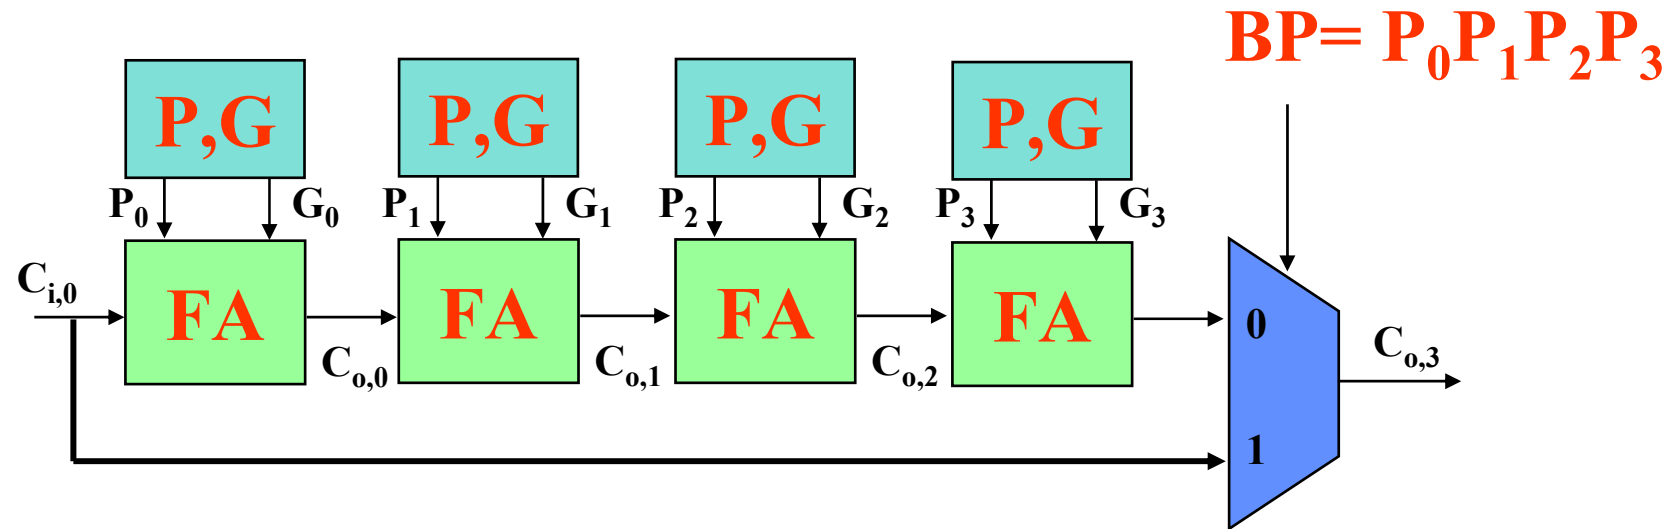 BP= P₀P₁P₂P₃
P,G P,G P,G P,G
P₀ G₀ P₁ G₁ P₂ G₂ P₃ G₃
Cᵢ,₀ FA FA FA FA 0
Cₒ,₀ Cₒ,₁ Cₒ,₂ Cₒ,₃
1